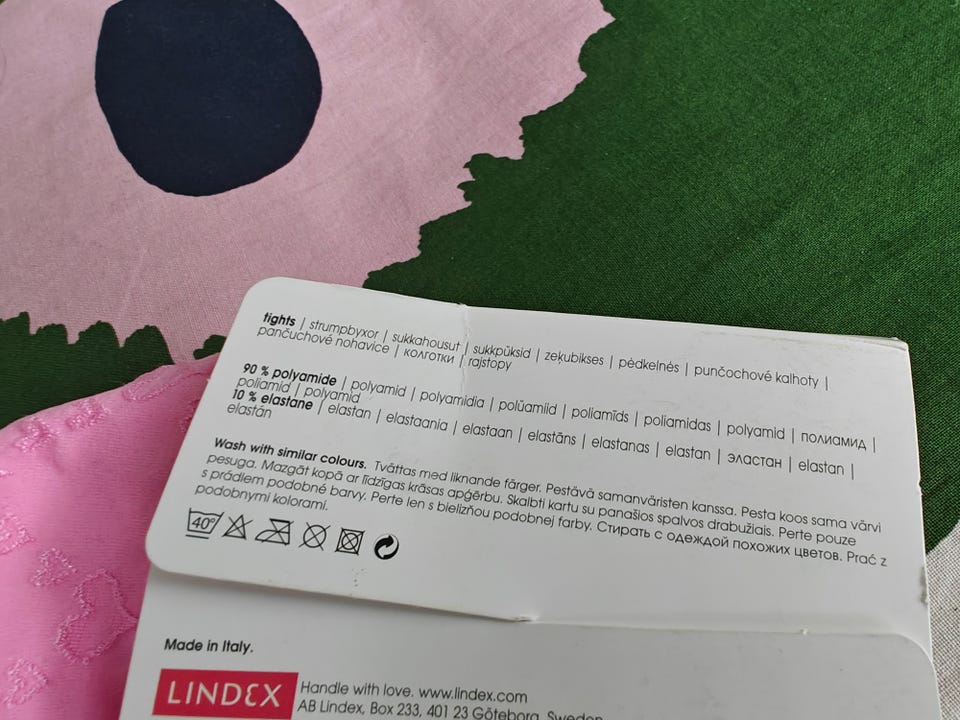 tights | strumpbyxor | sukkahousut | sukkpüksid | zeķubikses | pėdkelnės | punčochové kalhoty |
pančuchové nohavice | колготки | rajstopy
90 % polyamide | polyamid | polyamidia | polüamiid | poliamīds | poliamidas | polyamid | полиамид |
poliamid | polyamid
10 % elastane | elastan | elastaania | elastaan | elastāns | elastanas | elastan | эластан | elastan |
elastán
Wash with similar colours. Tvättas med liknande färger. Pestävä samanväristen kanssa. Pesta koos sama värvi
pesuga. Mazgāt kopā ar līdzīgas krāsas apģērbu. Skalbti kartu su panašios spalvos drabužiais. Perte pouze
s prádlem podobné barvy. Perte len s bielizňou podobnej farby. Стирать с одеждой похожих цветов. Prać z
podobnymi kolorami.
40°
Made in Italy.
LINDEX
Handle with love. www.lindex.com
AB Lindex, Box 233, 401 23 Göteborg, Sweden